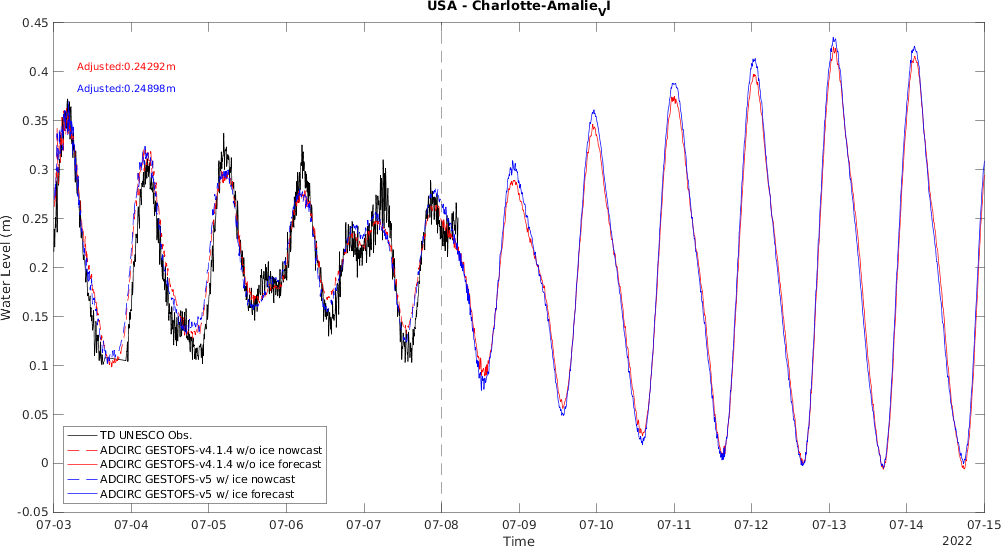 USA - Charlotte-AmalieVI
0.45
Adjusted:0.24292m
0.4
Adjusted:0.24898m
0.35
0.3
0.25
Water Level (m)
0.2
0.15
0.1
0.05
TD UNESCO Obs.
ADCIRC GESTOFS-v4.1.4 w/o ice nowcast
ADCIRC GESTOFS-v4.1.4 w/o ice forecast
ADCIRC GESTOFS-v5 w/ ice nowcast
ADCIRC GESTOFS-v5 w/ ice forecast
0
-0.05
07-03 07-04 07-05 07-06 07-07 07-08 07-09 07-10 07-11 07-12 07-13 07-14 07-15
Time
2022